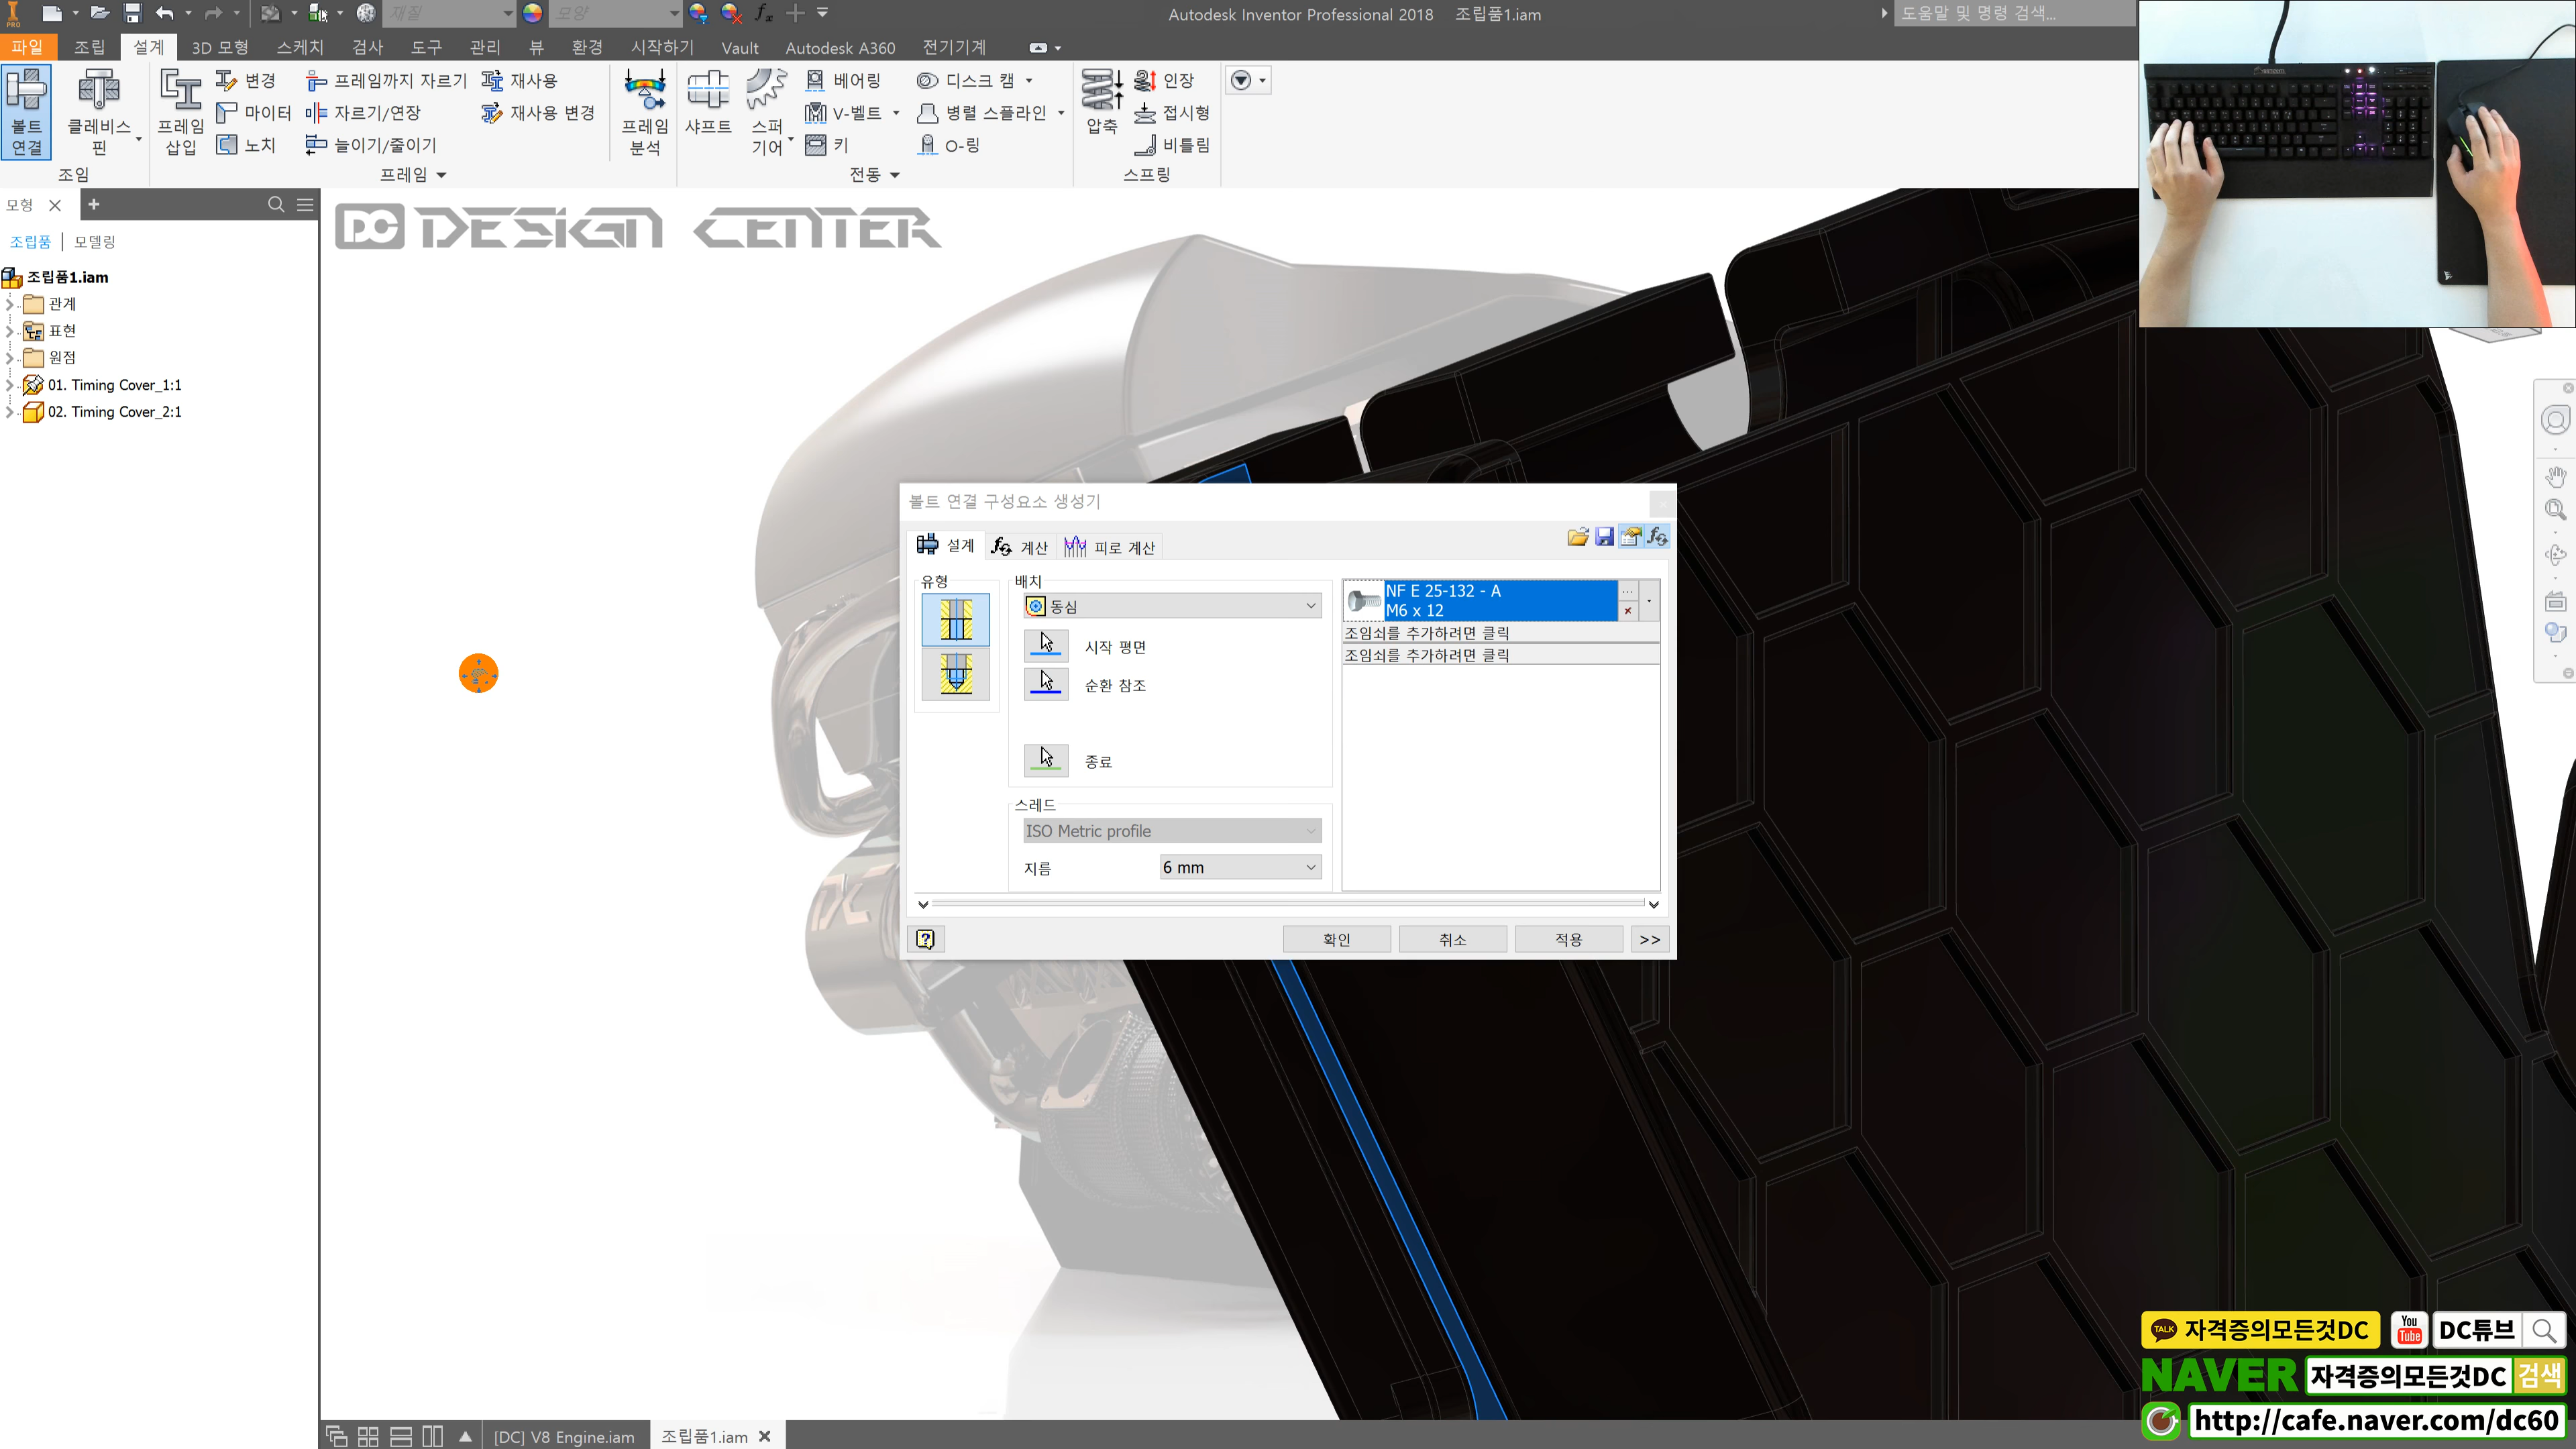 PRO
재질
모양
Autodesk Inventor Professional 2018 조립품1.iam
도움말 및 명령 검색...
파일 조립 설계 3D 모형 스케치 검사 도구 관리 뷰 환경 시작하기 Vault Autodesk A360 전기기계
볼트
연결
클레비스
핀
프레임
삽입
변경
마이터
노치
프레임까지 자르기
자르기/연장
늘이기/줄이기
재사용
재사용 변경
프레임
분석
샤프트
스퍼
기어
베어링
V-벨트
키
디스크 캠
병렬 스플라인
O-링
압축
인장
접시형
비틀림
조임 프레임 전동 스프링
모형
DC DESIGN CENTER
조립품 모델링
조립품1.iam
관계
표현
원점
01. Timing Cover_1:1
02. Timing Cover_2:1
볼트 연결 구성요소 생성기
설계 계산 피로 계산
유형
배치
동심
시작 평면
순환 참조
종료
스레드
ISO Metric profile
지름 6 mm
NF E 25-132 - A
M6 x 12
조임쇠를 추가하려면 클릭
조임쇠를 추가하려면 클릭
확인 취소 적용 >>
[DC] V8 Engine.iam 조립품1.iam
TALK 자격증의모든것DC You Tube DC튜브
NAVER 자격증의모든것DC 검색
http://cafe.naver.com/dc60